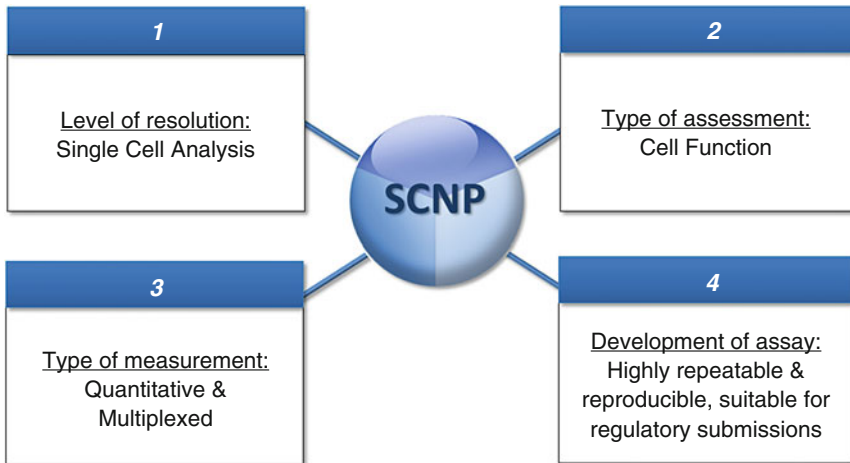 1
Level of resolution:
Single Cell Analysis
2
Type of assessment:
Cell Function
SCNP
3
Type of measurement:
Quantitative &
Multiplexed
4
Development of assay:
Highly repeatable &
reproducible, suitable for
regulatory submissions